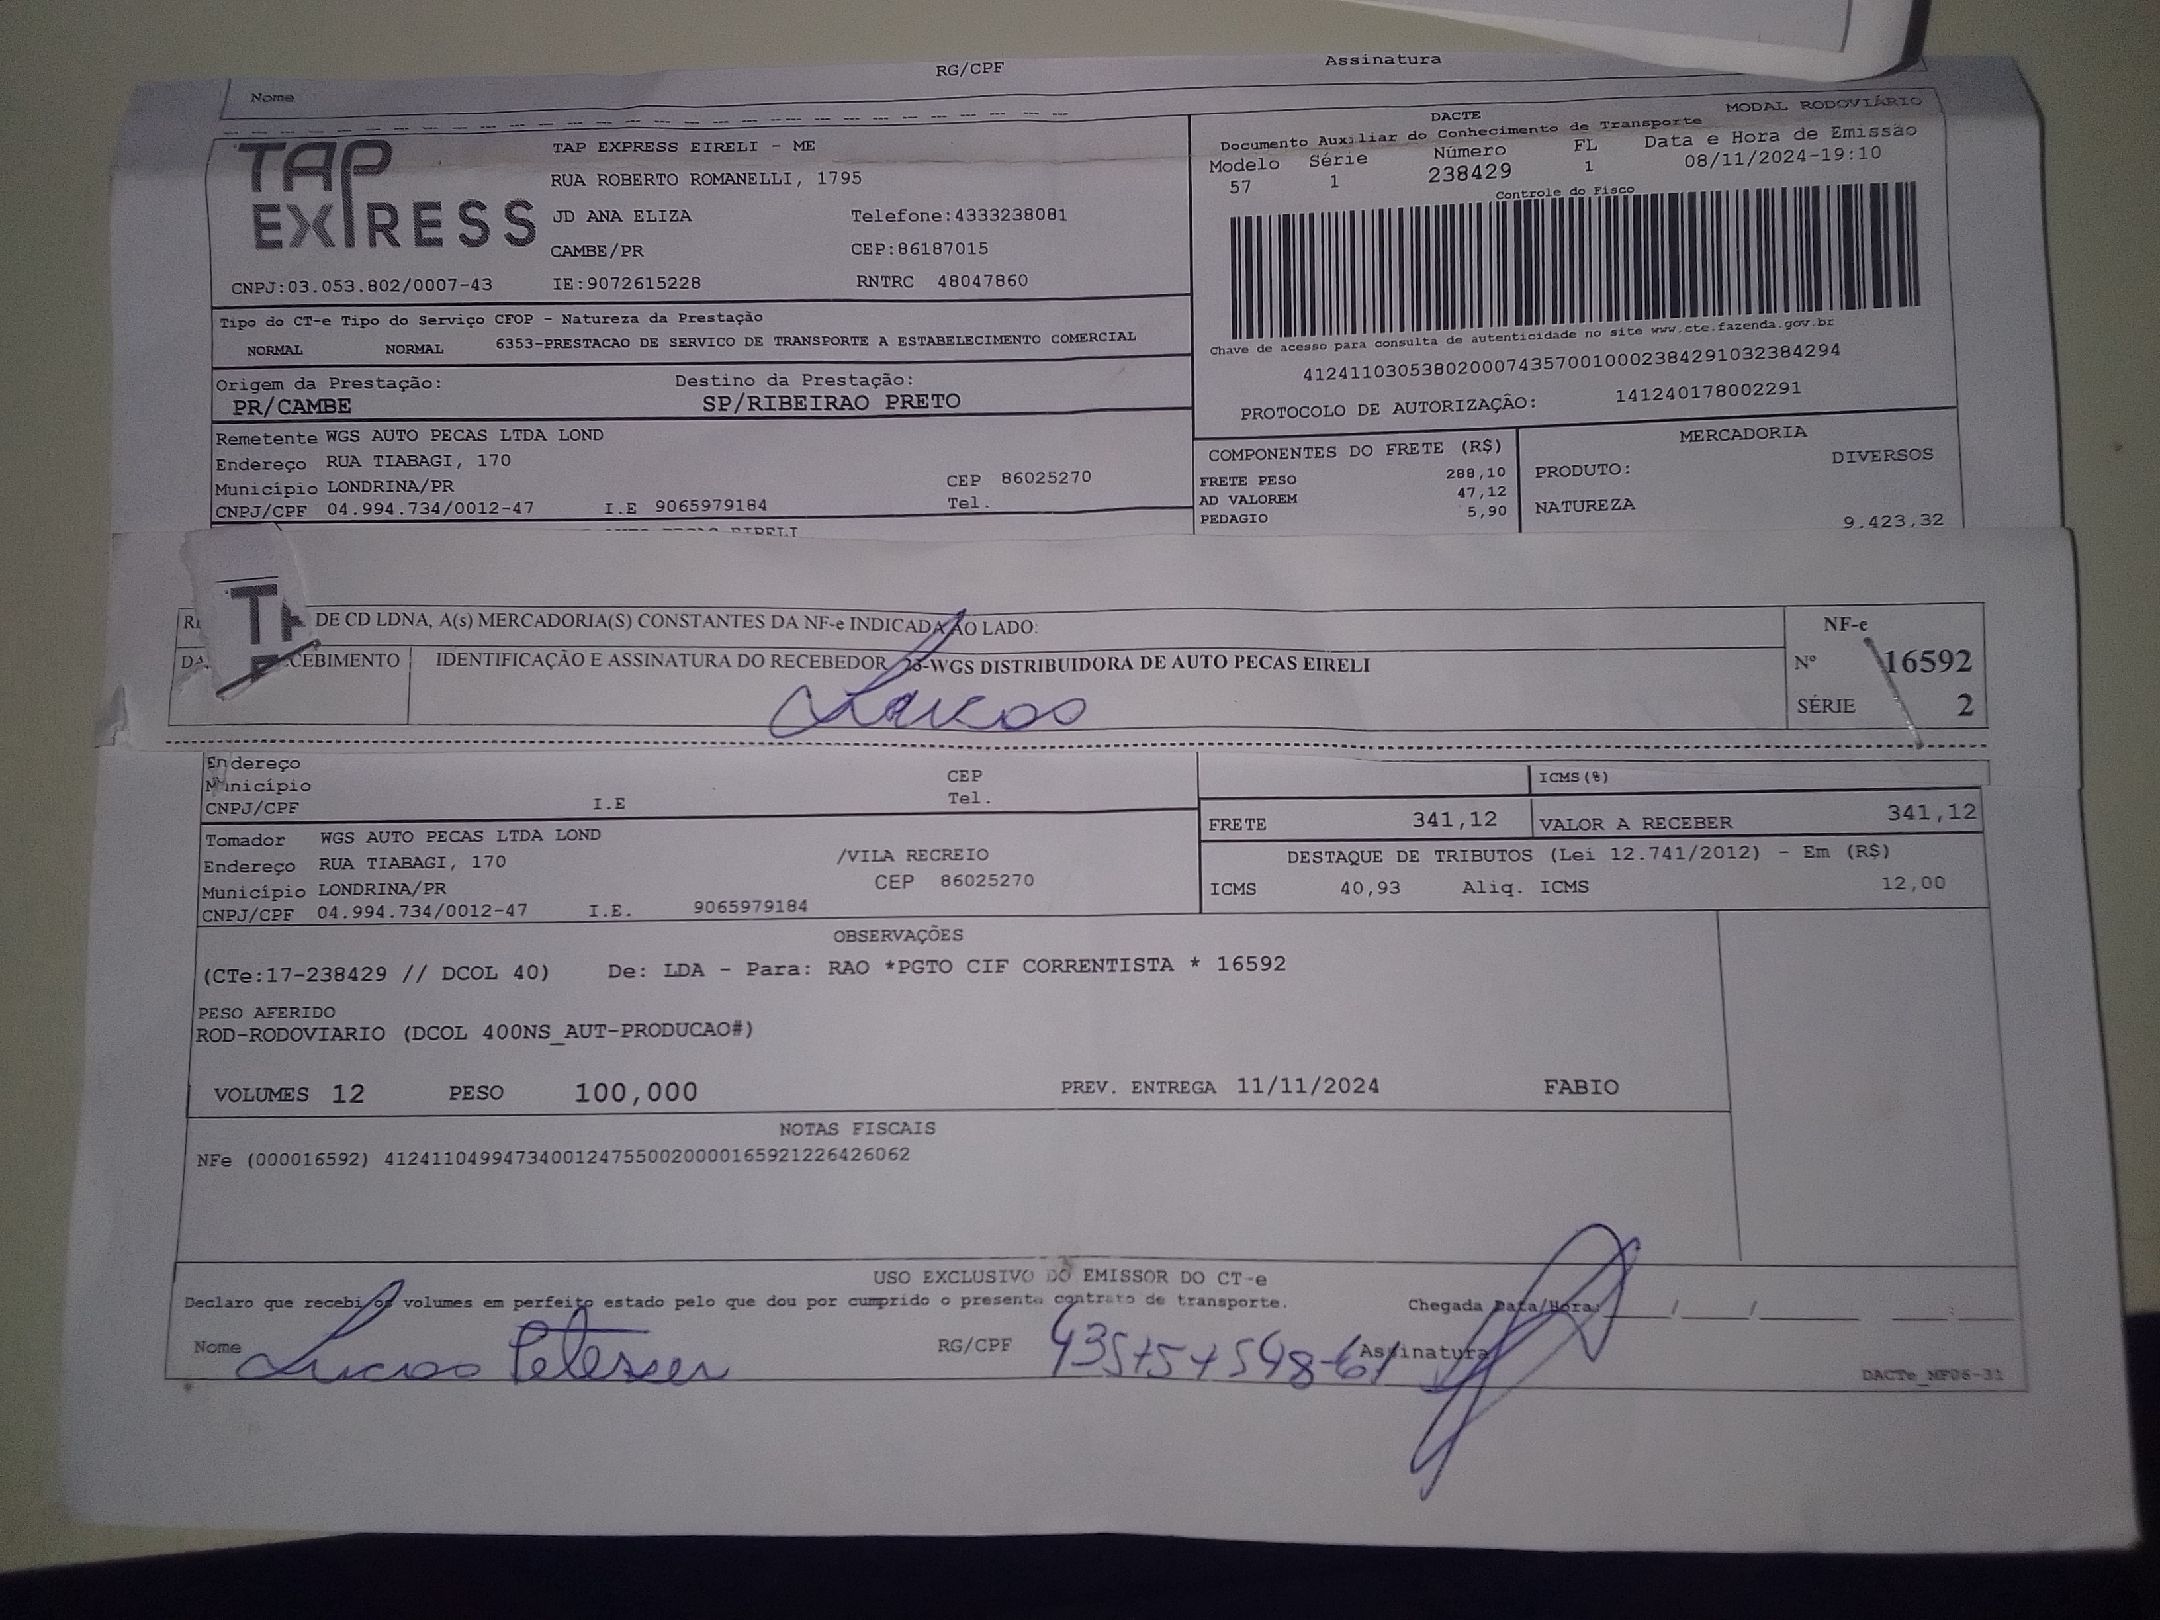 Nome RG/CPF Assinatura
TAP EXPRESS
TAP EXPRESS EIRELI - ME
RUA ROBERTO ROMANELLI, 1795
JD ANA ELIZA Telefone:4333238081
CAMBE/PR CEP:86187015
CNPJ:03.053.802/0007-43 IE:9072615228 RNTRC 48047860
DACTE MODAL RODOVIÁRIO
Documento Auxiliar do Conhecimento de Transporte
Modelo Série Número FL Data e Hora de Emissão
57 1 238429 1 08/11/2024-19:10
Controle do Fisco
Chave de acesso para consulta de autenticidade no site www.cte.fazenda.gov.br
41241103053802000743570010002384291032384294
PROTOCOLO DE AUTORIZAÇÃO: 141240178002291
Tipo do CT-e Tipo do Serviço CFOP - Natureza da Prestação
NORMAL NORMAL 6353-PRESTACAO DE SERVICO DE TRANSPORTE A ESTABELECIMENTO COMERCIAL
Origem da Prestação: Destino da Prestação:
PR/CAMBE SP/RIBEIRAO PRETO
Remetente WGS AUTO PECAS LTDA LOND
Endereço RUA TIABAGI, 170
Município LONDRINA/PR CEP 86025270
CNPJ/CPF 04.994.734/0012-47 I.E 9065979184 Tel.
COMPONENTES DO FRETE (R$)
FRETE PESO 288,10
AD VALOREM 47,12
PEDAGIO 5,90
MERCADORIA
PRODUTO: DIVERSOS
NATUREZA
9.423,32
DE CD LDNA, A(s) MERCADORIA(S) CONSTANTES DA NF-e INDICADA AO LADO:
CEBIMENTO IDENTIFICAÇÃO E ASSINATURA DO RECEBEDOR 23-WGS DISTRIBUIDORA DE AUTO PECAS EIRELI
Lucas
NF-e
Nº 16592
SÉRIE 2
Endereço
Município CEP
CNPJ/CPF I.E Tel.
ICMS(%)
FRETE 341,12 VALOR A RECEBER 341,12
Tomador WGS AUTO PECAS LTDA LOND
Endereço RUA TIABAGI, 170 /VILA RECREIO
Município LONDRINA/PR CEP 86025270
CNPJ/CPF 04.994.734/0012-47 I.E. 9065979184
DESTAQUE DE TRIBUTOS (Lei 12.741/2012) - Em (R$)
ICMS 40,93 Aliq. ICMS 12,00
OBSERVAÇÕES
(CTe:17-238429 // DCOL 40) De: LDA - Para: RAO *PGTO CIF CORRENTISTA * 16592
PESO AFERIDO
ROD-RODOVIARIO (DCOL 400NS_AUT-PRODUCAO#)
VOLUMES 12 PESO 100,000 PREV. ENTREGA 11/11/2024 FABIO
NOTAS FISCAIS
NFe (000016592) 41241104994734001247550020000165921226426062
USO EXCLUSIVO DO EMISSOR DO CT-e
Declaro que recebi os volumes em perfeito estado pelo que dou por cumprido o presente contrato de transporte. Chegada Data/Hora: / / :
Nome Lucas RG/CPF Assinatura
DACTe_MF06-31